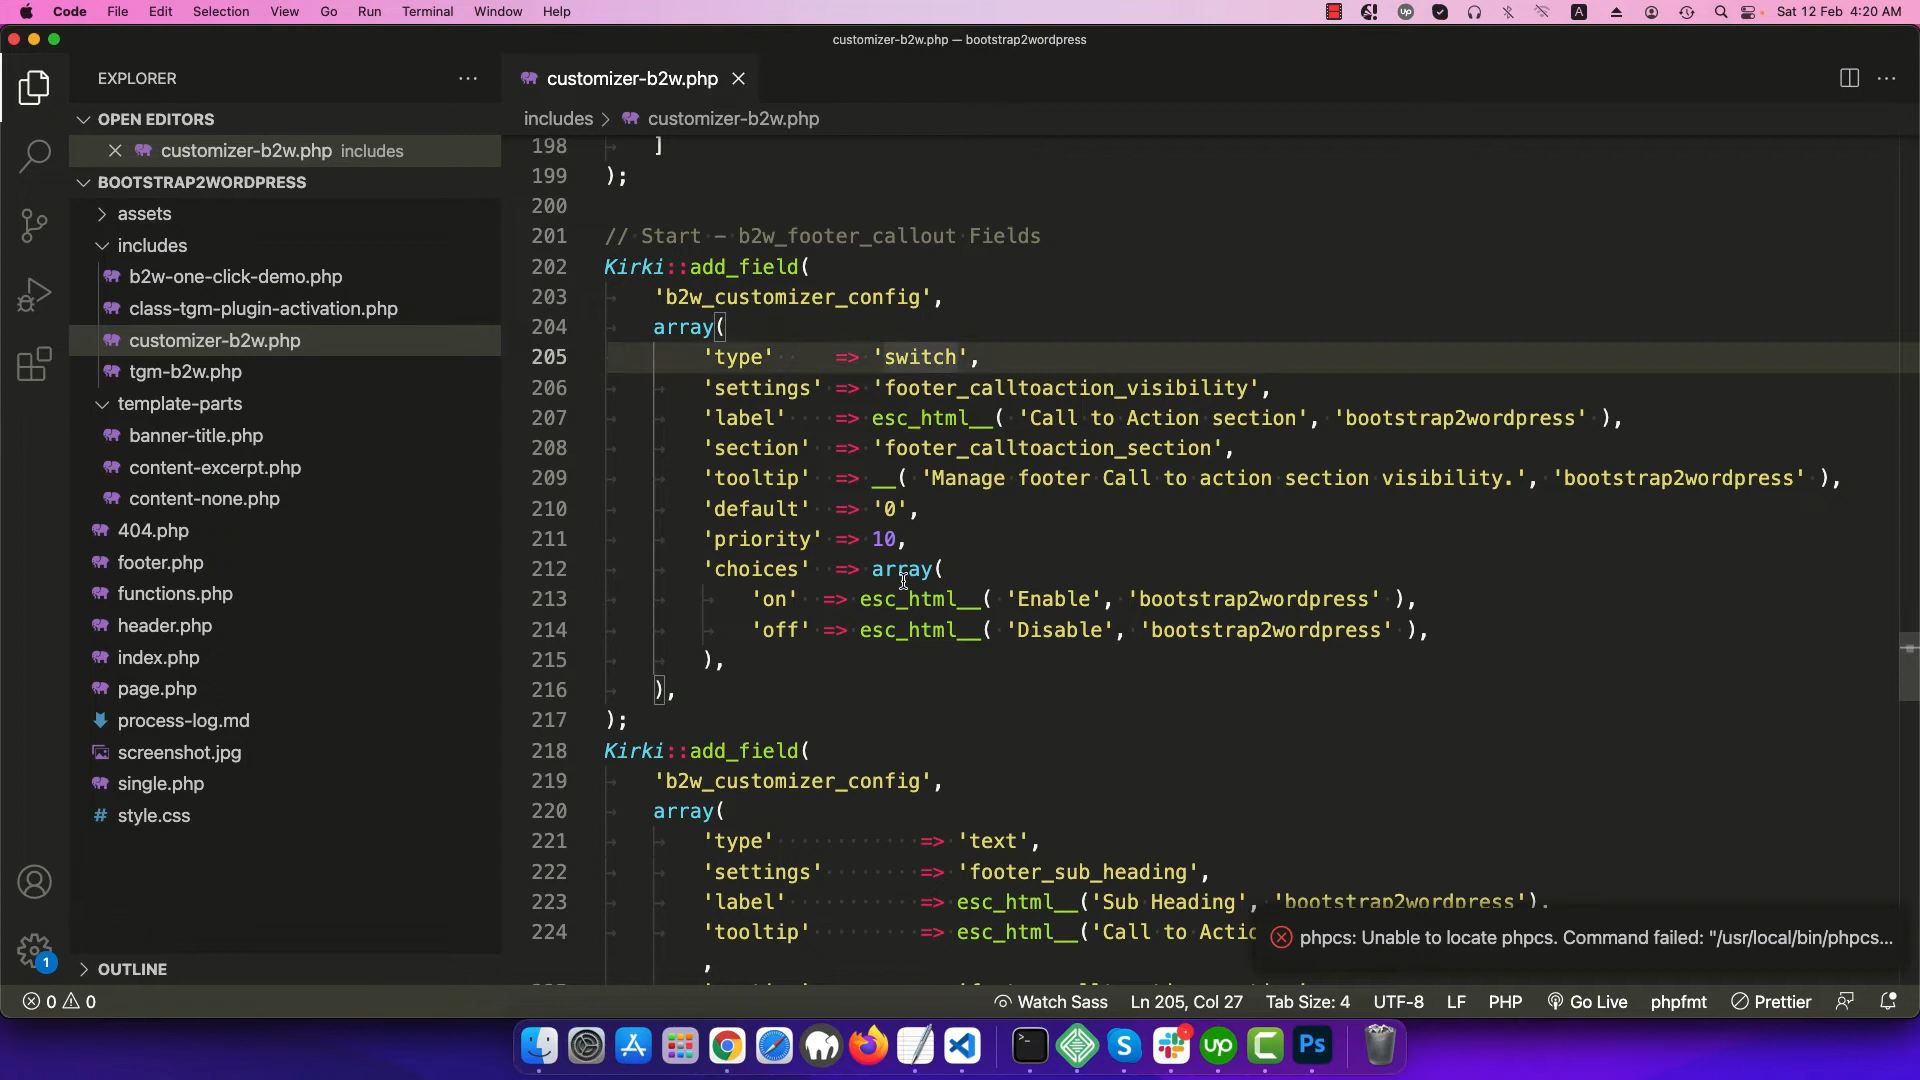 Code File Edit Selection View Go Run Terminal Window Help
Sat 12 Feb 4:20 AM
customizer-b2w.php — bootstrap2wordpress
EXPLORER
OPEN EDITORS
customizer-b2w.php includes
BOOTSTRAP2WORDPRESS
assets
includes
b2w-one-click-demo.php
class-tgm-plugin-activation.php
customizer-b2w.php
tgm-b2w.php
template-parts
banner-title.php
content-excerpt.php
content-none.php
404.php
footer.php
functions.php
header.php
index.php
page.php
process-log.md
screenshot.jpg
single.php
# style.css
OUTLINE
customizer-b2w.php
includes > customizer-b2w.php
198 ]
199 );
200
201 // Start - b2w_footer_callout Fields
202 Kirki::add_field(
203 'b2w_customizer_config',
204 array(
205 'type' => 'switch',
206 'settings' => 'footer_calltoaction_visibility',
207 'label' => esc_html__( 'Call to Action section', 'bootstrap2wordpress' ),
208 'section' => 'footer_calltoaction_section',
209 'tooltip' => __( 'Manage footer Call to action section visibility.', 'bootstrap2wordpress' ),
210 'default' => '0',
211 'priority' => 10,
212 'choices' => array(
213 'on' => esc_html__( 'Enable', 'bootstrap2wordpress' ),
214 'off' => esc_html__( 'Disable', 'bootstrap2wordpress' ),
215 ),
216 ),
217 );
218 Kirki::add_field(
219 'b2w_customizer_config',
220 array(
221 'type' => 'text',
222 'settings' => 'footer_sub_heading',
223 'label' => esc_html__('Sub Heading', 'bootstrap2wordpress'),
224 'tooltip' => esc_html__('Call to Actio
,
phpcs: Unable to locate phpcs. Command failed: "/usr/local/bin/phpcs...
1
0 0
Watch Sass Ln 205, Col 27 Tab Size: 4 UTF-8 LF PHP Go Live phpfmt Prettier
up
Ps